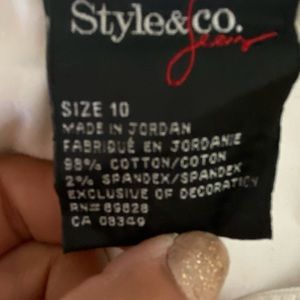 Style&co.
Jeans
SIZE 10
MADE IN JORDAN
FABRIQUÉ EN JORDANIE
98% COTTON/COTON
2% SPANDEX/SPANDEX
EXCLUSIVE OF DECORATION
RN# 89828
CA 08349